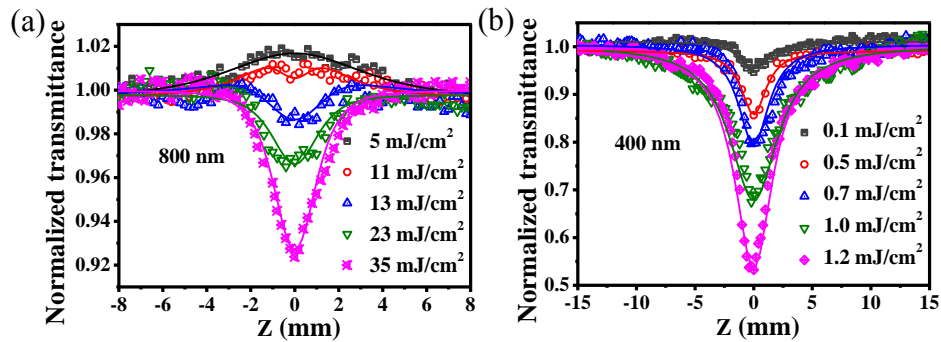 (a)
Normalized transmittance
1.02
1.00
0.98
0.96
0.94
0.92
800 nm
5 mJ/cm²
11 mJ/cm²
13 mJ/cm²
23 mJ/cm²
35 mJ/cm²
-8 -6 -4 -2 0 2 4 6 8
Z (mm)
(b)
Normalized transmittance
1.0
0.9
0.8
0.7
0.6
0.5
400 nm
0.1 mJ/cm²
0.5 mJ/cm²
0.7 mJ/cm²
1.0 mJ/cm²
1.2 mJ/cm²
-15 -10 -5 0 5 10 15
Z (mm)